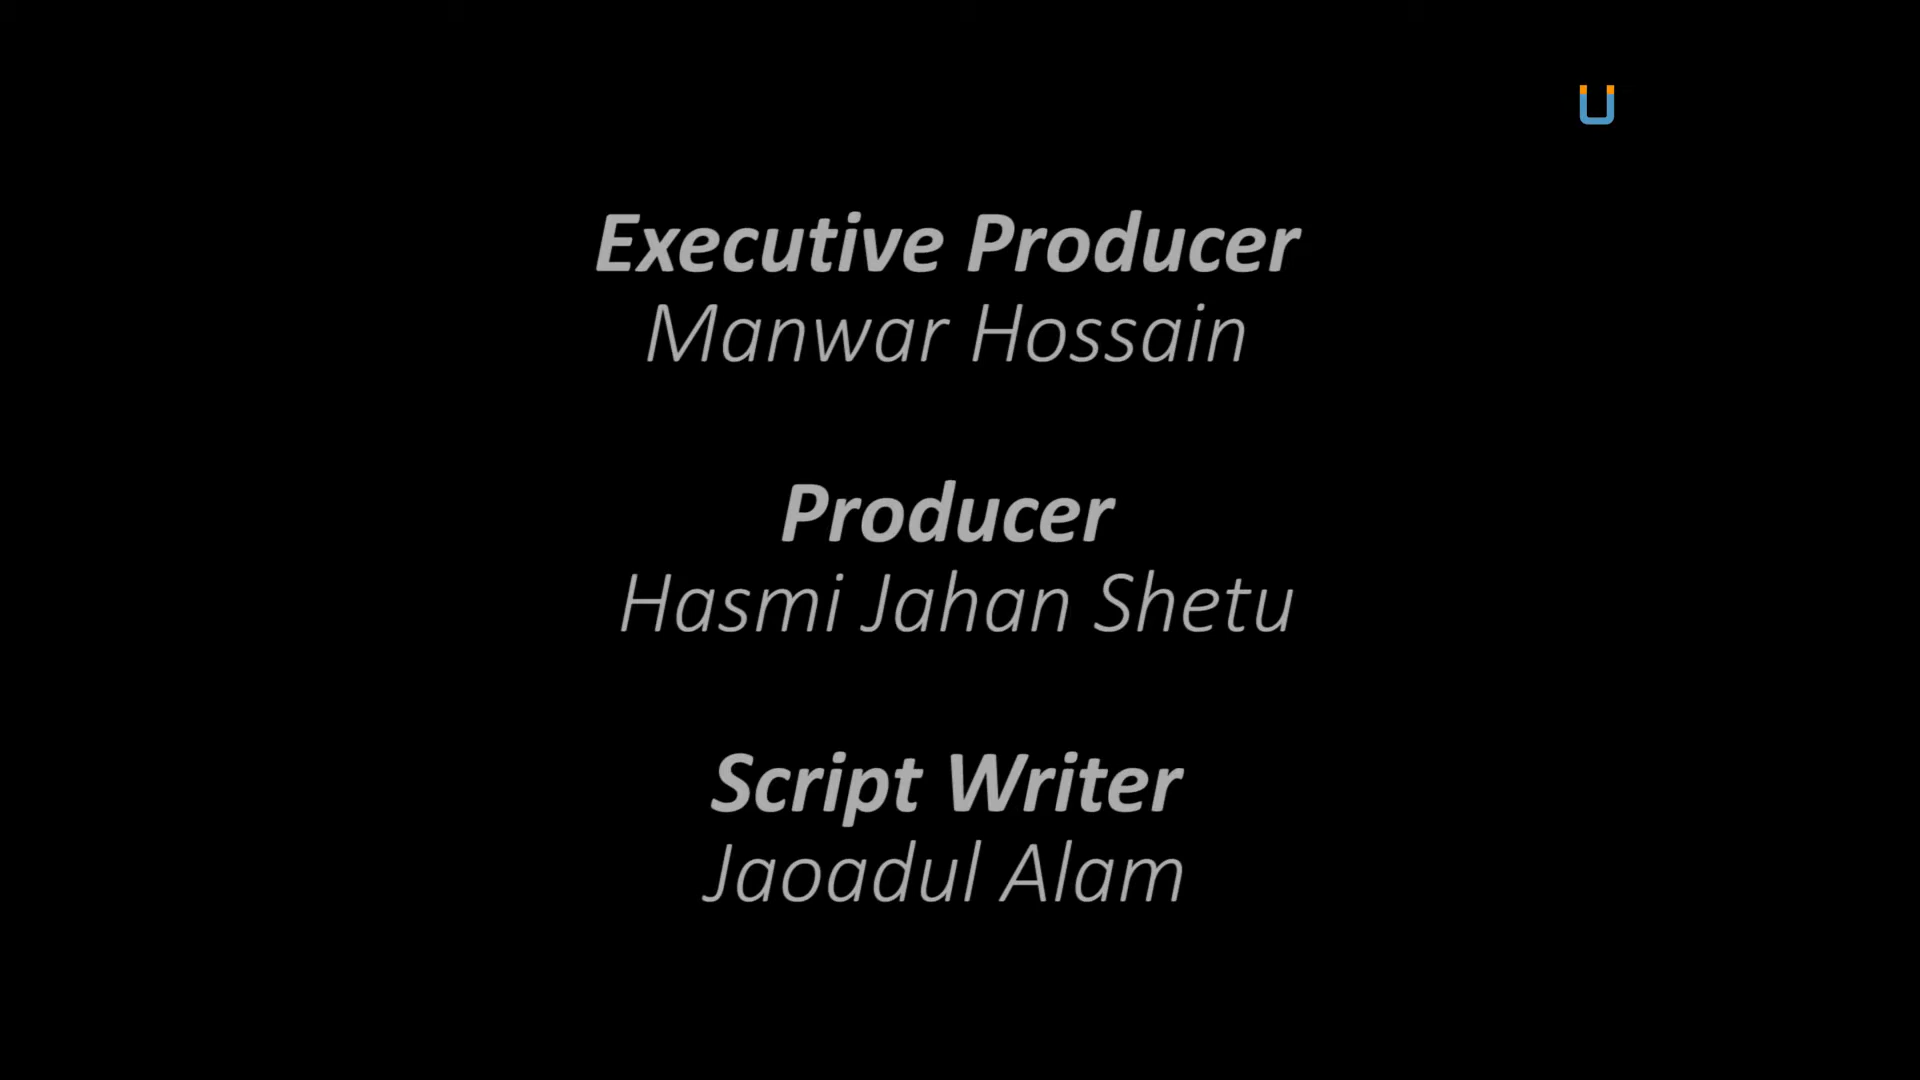 Executive Producer
Manwar Hossain
Producer
Hasmi Jahan Shetu
Script Writer
Jaoadul Alam